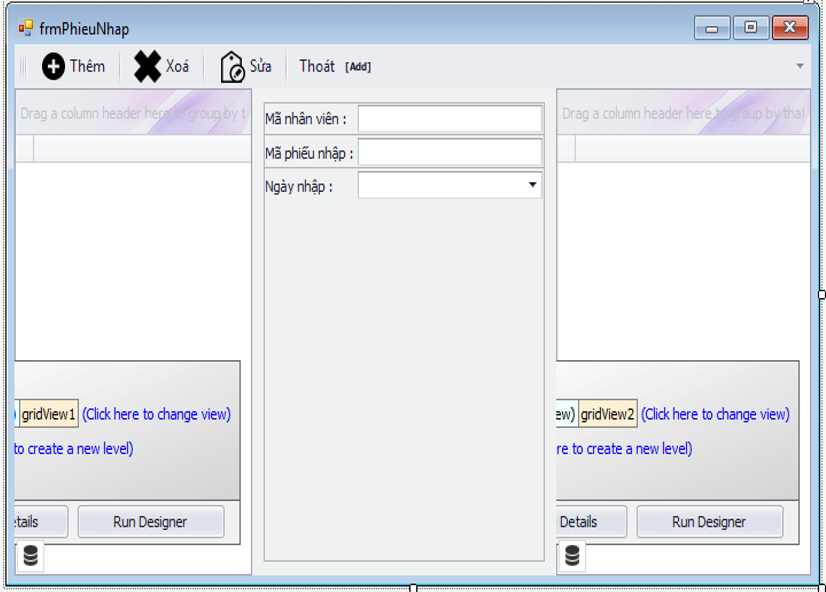 frmPhieuNhap
Thêm Xoá Sửa Thoát [Add]
Drag a column header here to group by t
Mã nhân viên :
Mã phiếu nhập :
Ngày nhập :
Drag a column header here to group by that
) gridView1 (Click here to change view)
to create a new level)
etails Run Designer
ew) gridView2 (Click here to change view)
re to create a new level)
Details Run Designer